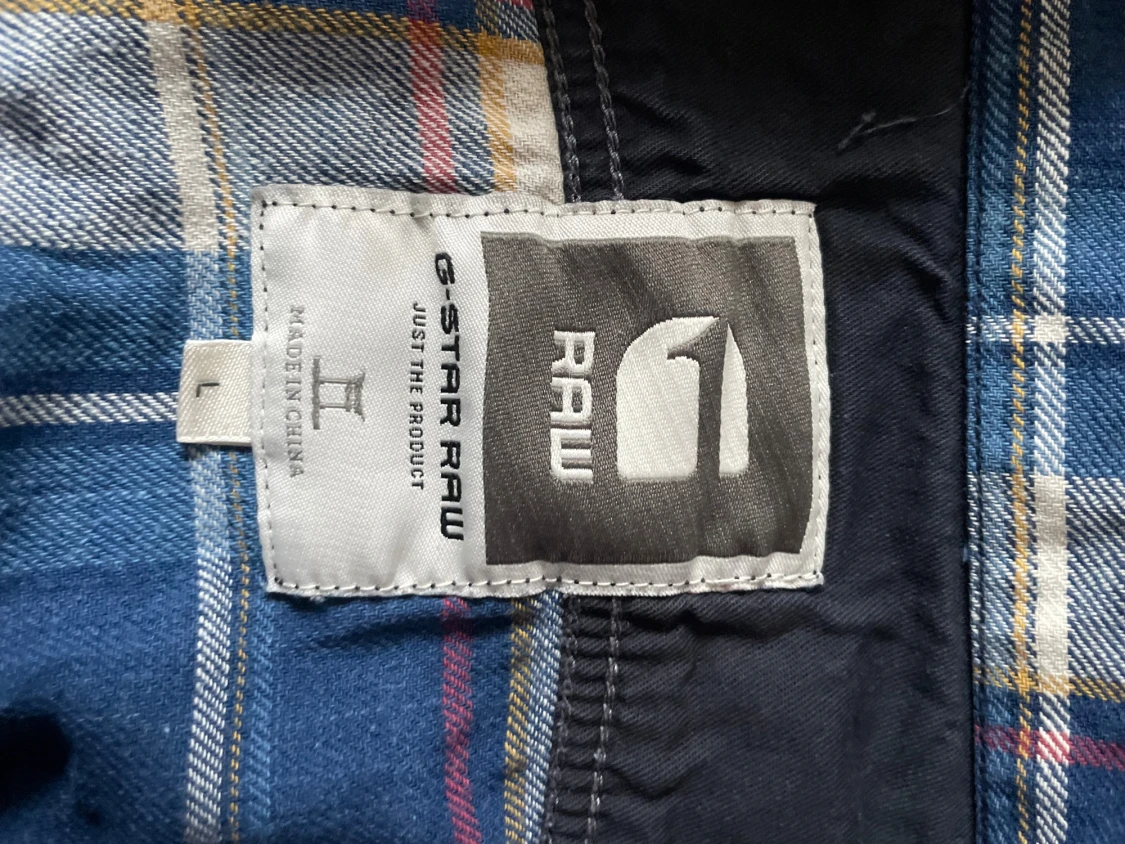 RAW
G-STAR RAW
JUST THE PRODUCT
MADE IN CHINA
L